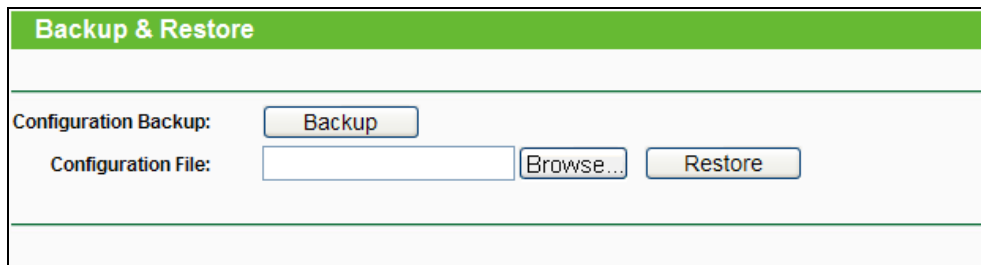 Backup & Restore
Configuration Backup: Backup
Configuration File: Browse... Restore